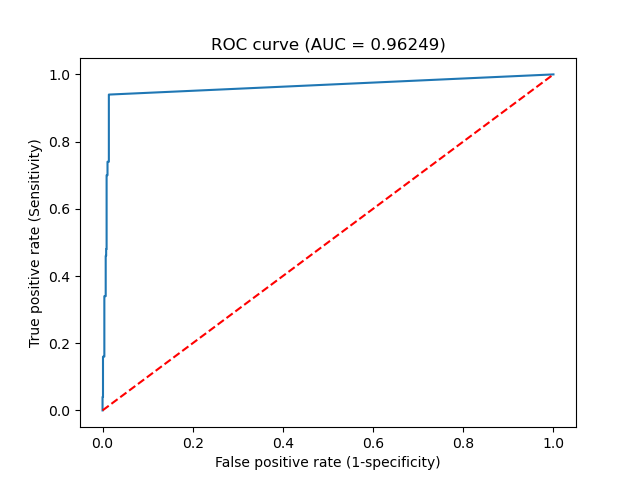 ROC curve (AUC = 0.96249)
1.0
0.8
0.6
0.4
0.2
0.0
True positive rate (Sensitivity)
0.0 0.2 0.4 0.6 0.8 1.0
False positive rate (1-specificity)